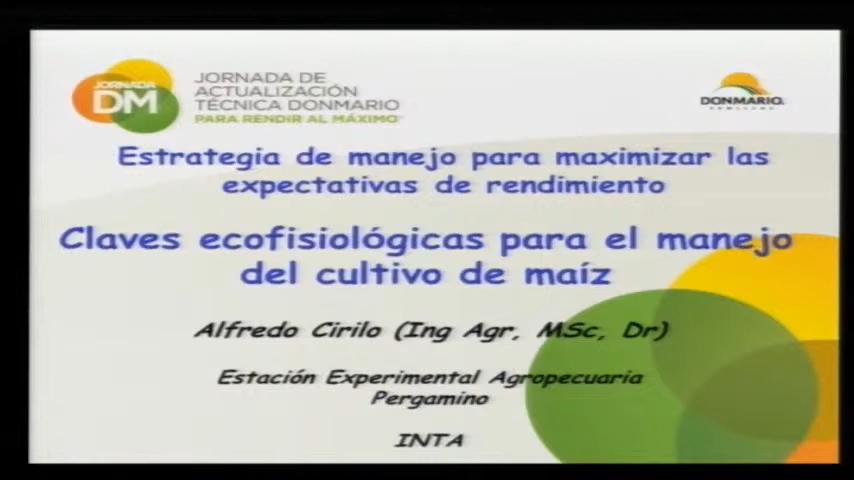 JORNADA
DM
JORNADA DE
ACTUALIZACIÓN
TÉCNICA DONMARIO
PARA RENDIR AL MÁXIMO
DONMARIO
SEMILLAS
Estrategia de manejo para maximizar las
expectativas de rendimiento
Claves ecofisiológicas para el manejo
del cultivo de maíz
Alfredo Cirilo (Ing Agr, MSc, Dr)
Estación Experimental Agropecuaria
Pergamino
INTA